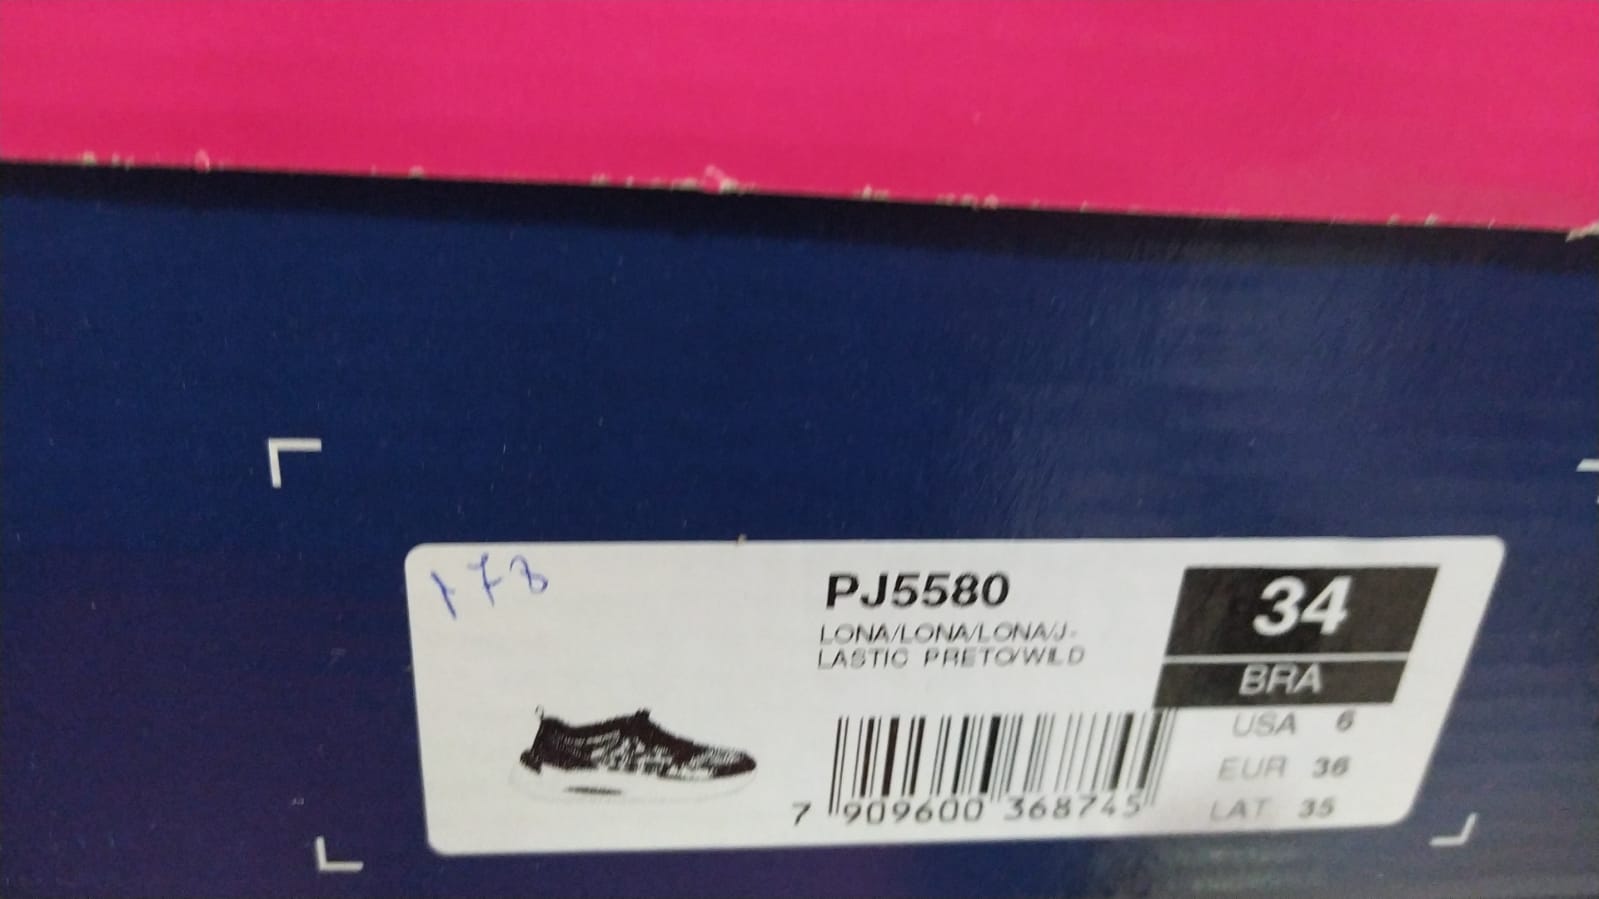 178
PJ5580
LONA/LONA/LONA/J-
LASTIC PRETO/WILD
34
BRA
USA 6
EUR 36
LAT 35
7 909600 368745